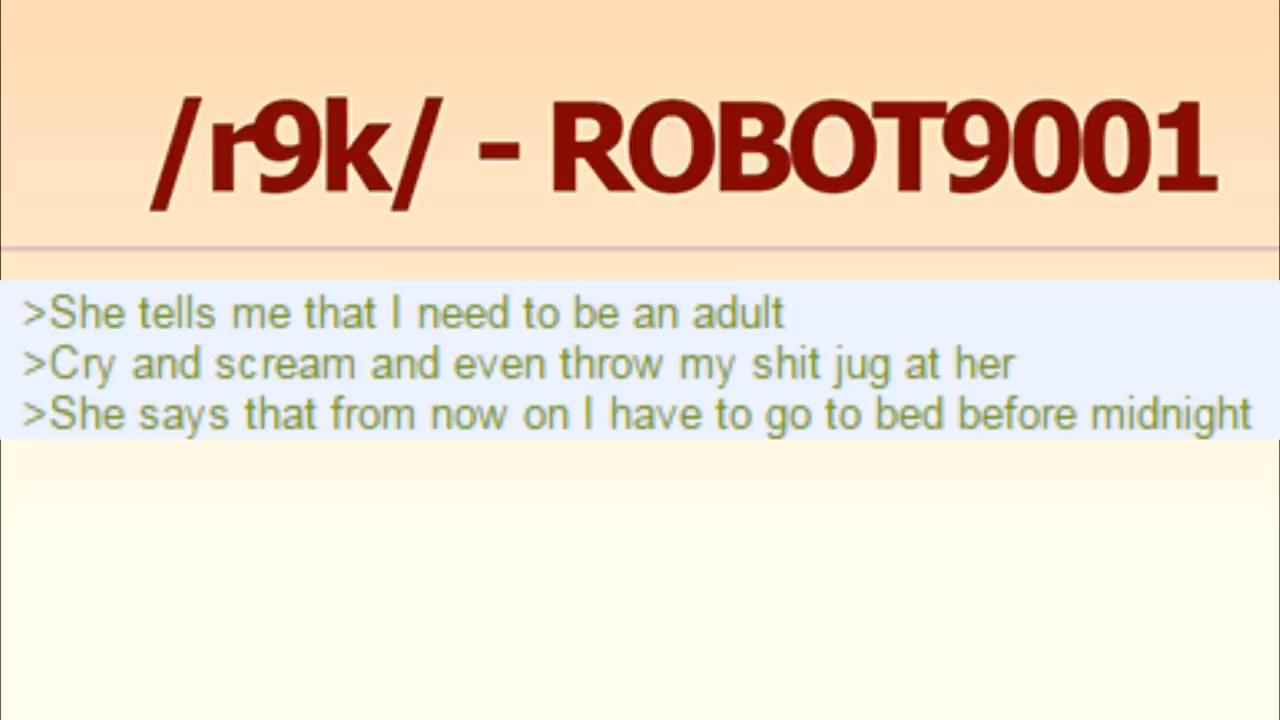 /r9k/ - ROBOT9001
>She tells me that I need to be an adult
>Cry and scream and even throw my shit jug at her
>She says that from now on I have to go to bed before midnight